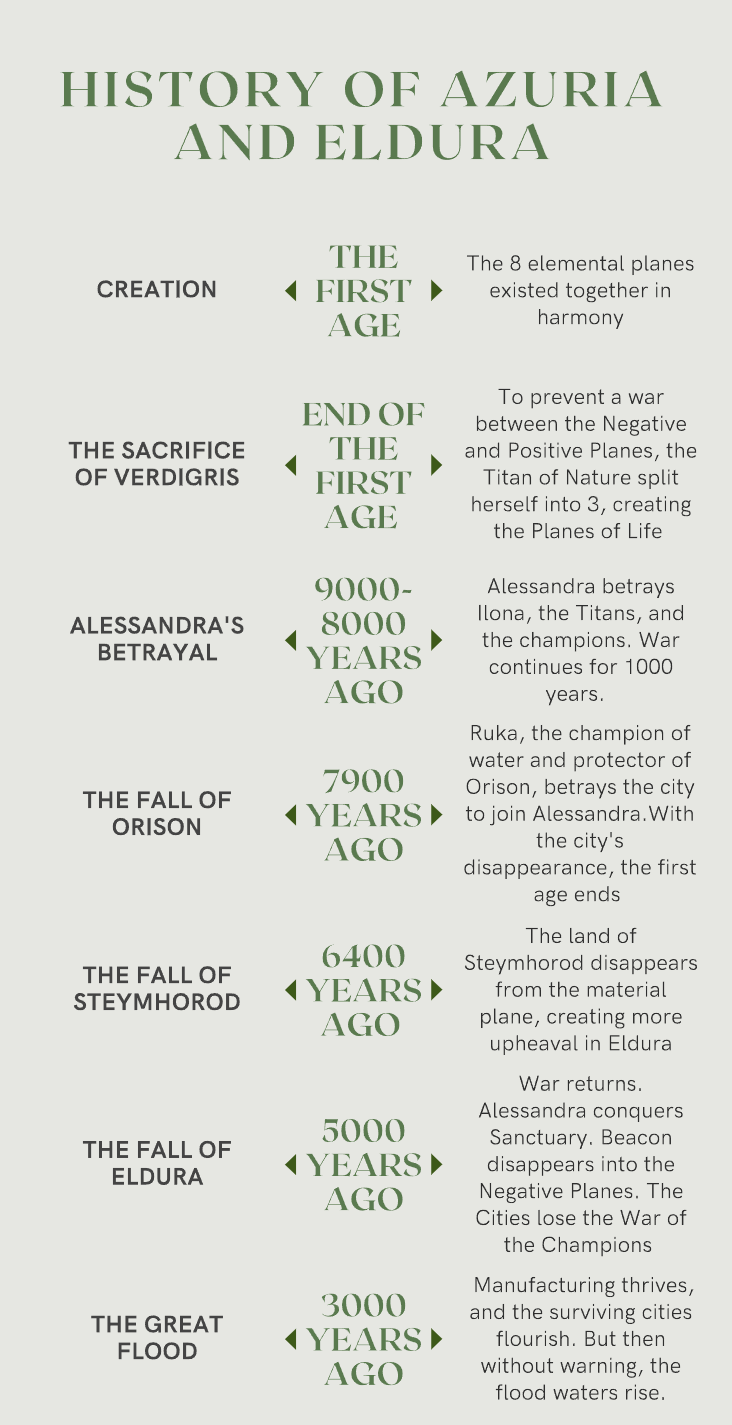 HISTORY OF AZURIA
AND ELDURA
CREATION
THE
FIRST
AGE
The 8 elemental planes
existed together in
harmony
THE SACRIFICE
OF VERDIGRIS
END OF
THE
FIRST
AGE
To prevent a war
between the Negative
and Positive Planes, the
Titan of Nature split
herself into 3, creating
the Planes of Life
ALESSANDRA'S
BETRAYAL
9000-
8000
YEARS
AGO
Alessandra betrays
Ilona, the Titans, and
the champions. War
continues for 1000
years.
THE FALL OF
ORISON
7900
YEARS
AGO
Ruka, the champion of
water and protector of
Orison, betrays the city
to join Alessandra.With
the city's
disappearance, the first
age ends
THE FALL OF
STEYMHOROD
6400
YEARS
AGO
The land of
Steymhorod disappears
from the material
plane, creating more
upheaval in Eldura
THE FALL OF
ELDURA
5000
YEARS
AGO
War returns.
Alessandra conquers
Sanctuary. Beacon
disappears into the
Negative Planes. The
Cities lose the War of
the Champions
THE GREAT
FLOOD
3000
YEARS
AGO
Manufacturing thrives,
and the surviving cities
flourish. But then
without warning, the
flood waters rise.